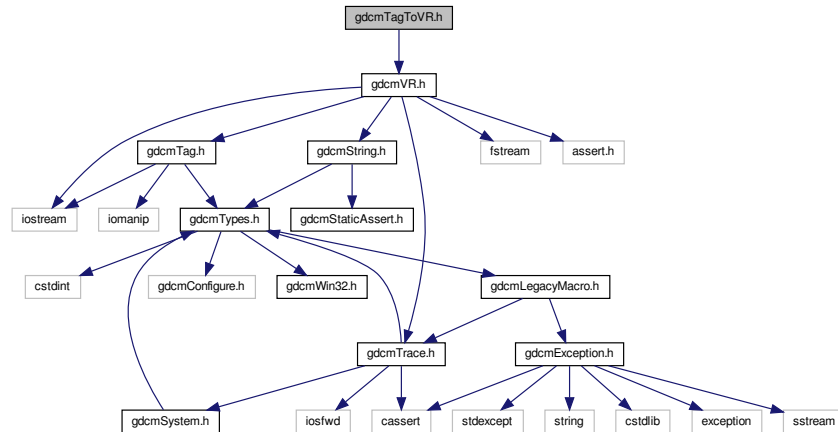 gdcmTagToVR.h
gdcmVR.h
gdcmTag.h
gdcmString.h
fstream
assert.h
iostream
iomanip
gdcmTypes.h
gdcmStaticAssert.h
cstdint
gdcmConfigure.h
gdcmWin32.h
gdcmLegacyMacro.h
gdcmTrace.h
gdcmException.h
gdcmSystem.h
iosfwd
cassert
stdexcept
string
cstdlib
exception
sstream